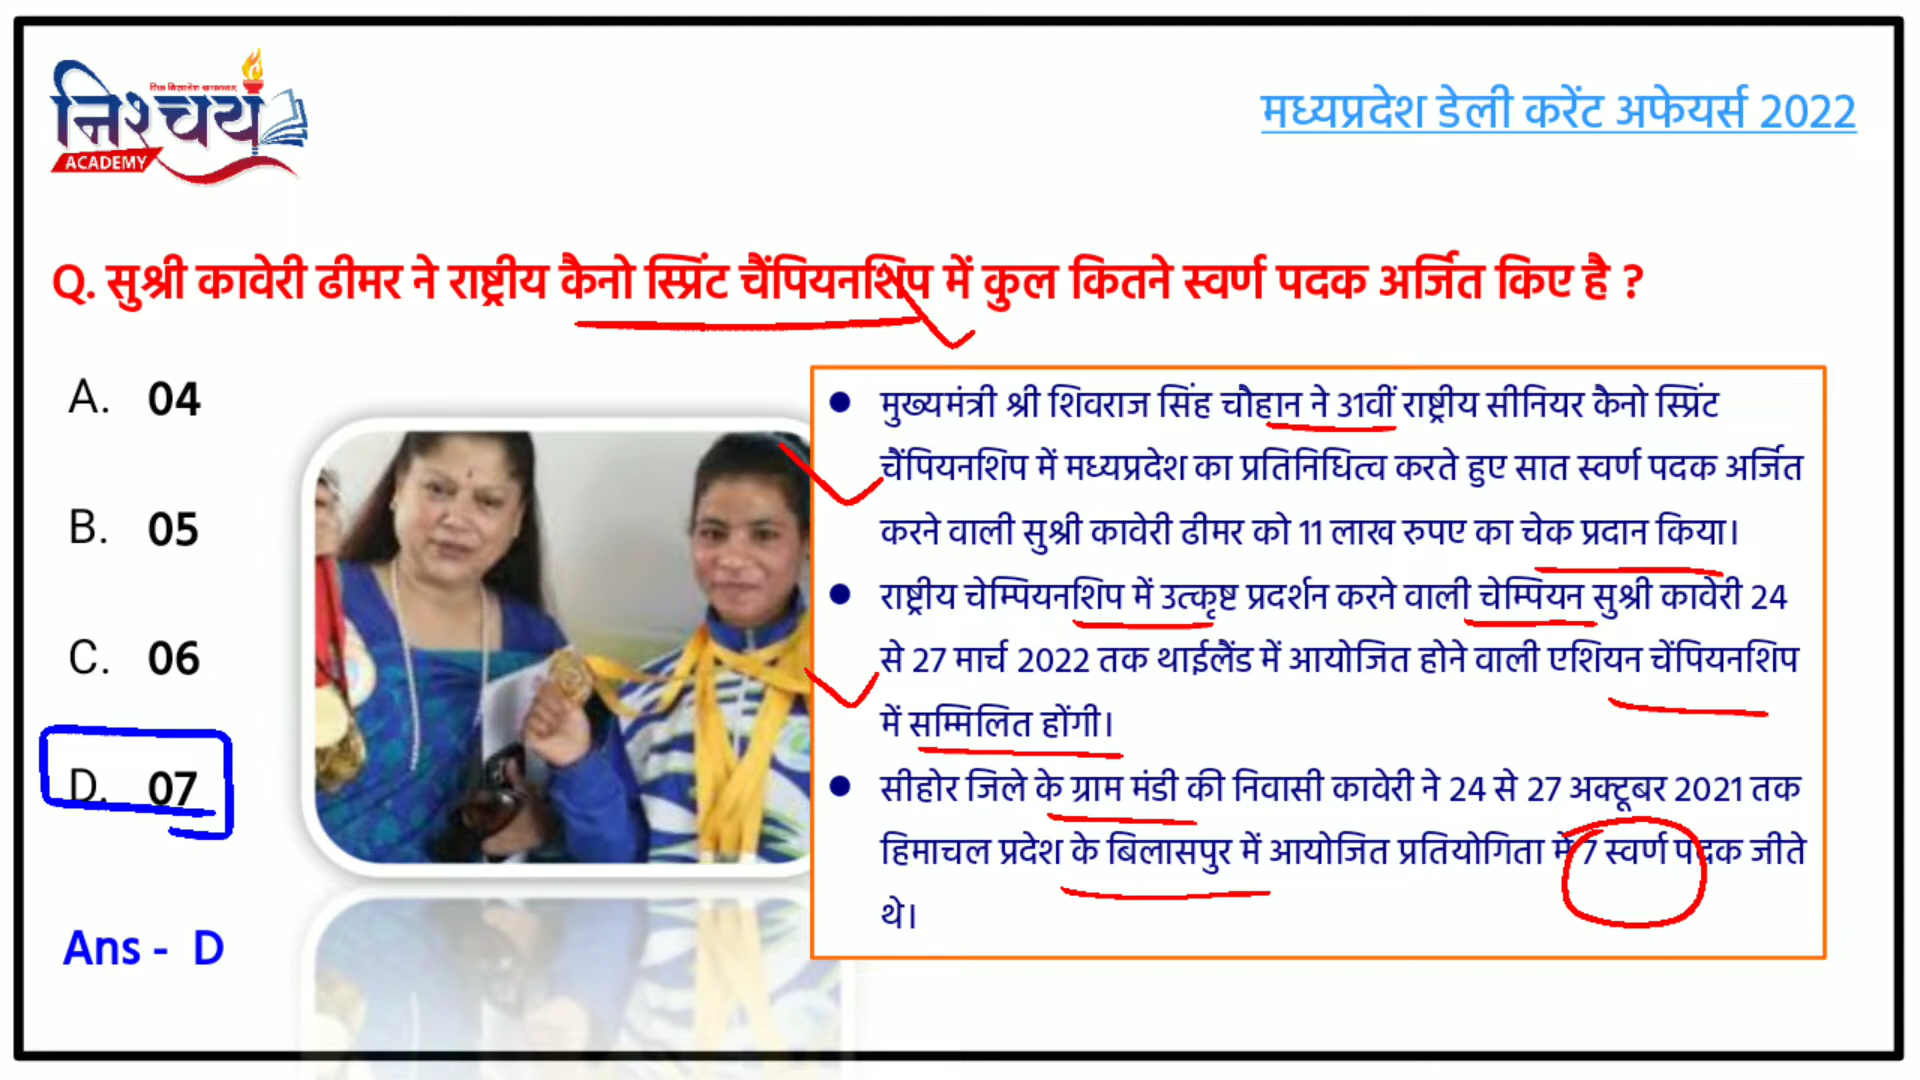 निश्चय
ACADEMY
मध्यप्रदेश डेली करेंट अफेयर्स 2022
Q. सुश्री कावेरी ढीमर ने राष्ट्रीय कैनो स्प्रिंट चैंपियनशिप में कुल कितने स्वर्ण पदक अर्जित किए है ?
A. 04
B. 05
C. 06
D. 07
Ans - D
● मुख्यमंत्री श्री शिवराज सिंह चौहान ने 31वीं राष्ट्रीय सीनियर कैनो स्प्रिंट
चैंपियनशिप में मध्यप्रदेश का प्रतिनिधित्व करते हुए सात स्वर्ण पदक अर्जित
करने वाली सुश्री कावेरी ढीमर को 11 लाख रुपए का चेक प्रदान किया।
● राष्ट्रीय चेम्पियनशिप में उत्कृष्ट प्रदर्शन करने वाली चेम्पियन सुश्री कावेरी 24
से 27 मार्च 2022 तक थाईलैंड में आयोजित होने वाली एशियन चेंपियनशिप
में सम्मिलित होंगी।
● सीहोर जिले के ग्राम मंडी की निवासी कावेरी ने 24 से 27 अक्टूबर 2021 तक
हिमाचल प्रदेश के बिलासपुर में आयोजित प्रतियोगिता में 7 स्वर्ण पदक जीते
थे।